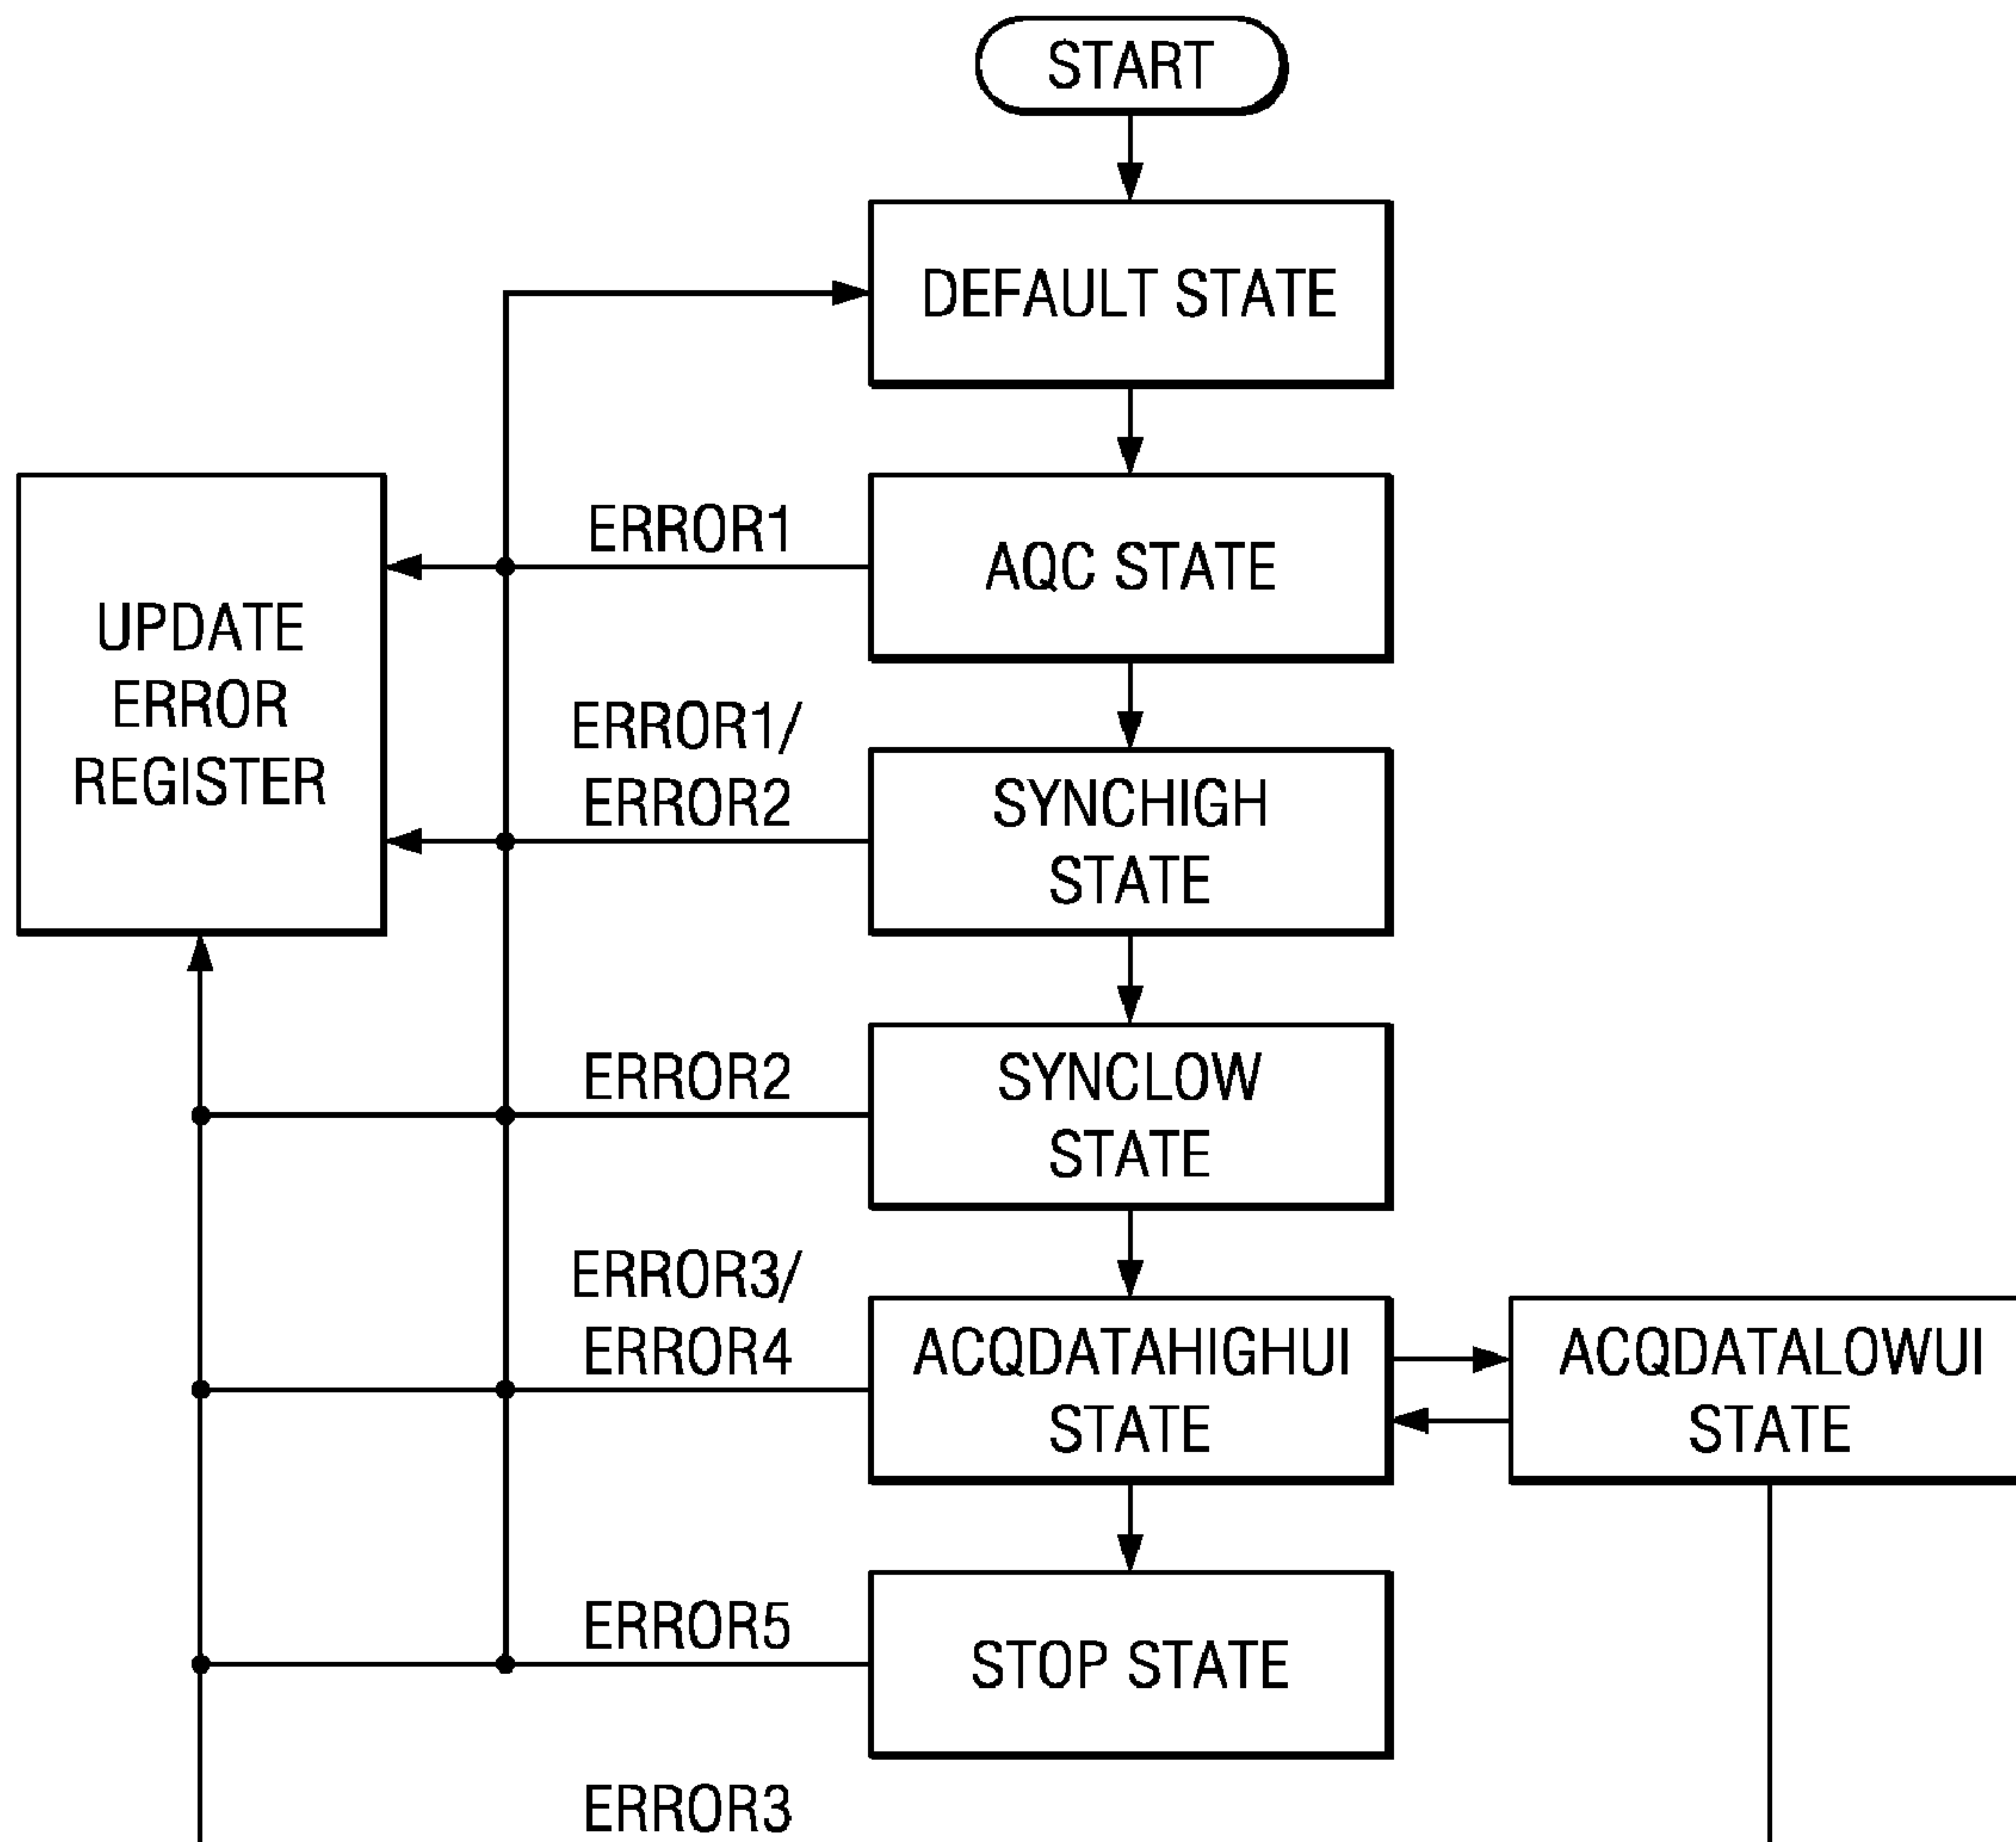 START
DEFAULT STATE
ERROR1
AQC STATE
UPDATE
ERROR
REGISTER
ERROR1/
ERROR2
SYNCHIGH
STATE
ERROR2
SYNCLOW
STATE
ERROR3/
ERROR4
ACQDATAHIGHUI
STATE
ACQDATALOWUI
STATE
ERROR5
STOP STATE
ERROR3